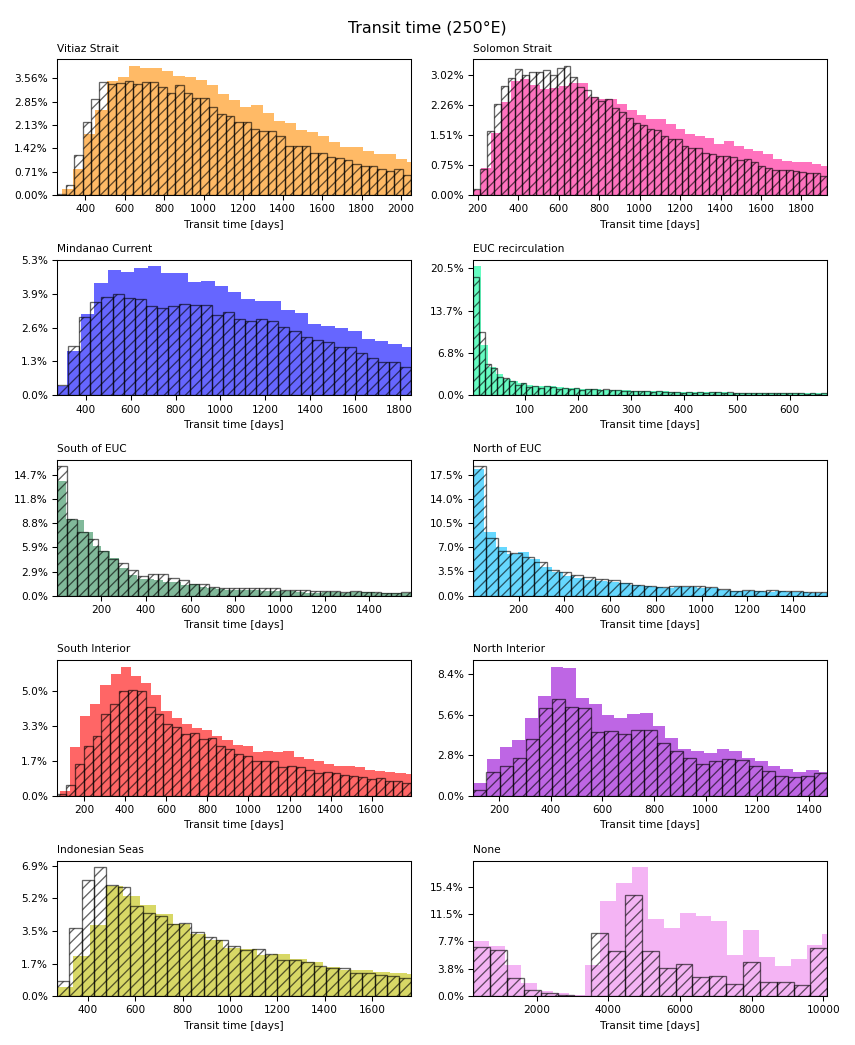 Transit time (250°E)
Vitiaz Strait
3.56%
2.85%
2.13%
1.42%
0.71%
0.00%
400 600 800 1000 1200 1400 1600 1800 2000
Transit time [days]
Solomon Strait
3.02%
2.26%
1.51%
0.75%
0.00%
200 400 600 800 1000 1200 1400 1600 1800
Transit time [days]
Mindanao Current
5.3%
3.9%
2.6%
1.3%
0.0%
400 600 800 1000 1200 1400 1600 1800
Transit time [days]
EUC recirculation
20.5%
13.7%
6.8%
0.0%
100 200 300 400 500 600
Transit time [days]
South of EUC
14.7%
11.8%
8.8%
5.9%
2.9%
0.0%
200 400 600 800 1000 1200 1400
Transit time [days]
North of EUC
17.5%
14.0%
10.5%
7.0%
3.5%
0.0%
200 400 600 800 1000 1200 1400
Transit time [days]
South Interior
5.0%
3.3%
1.7%
0.0%
200 400 600 800 1000 1200 1400 1600
Transit time [days]
North Interior
8.4%
5.6%
2.8%
0.0%
200 400 600 800 1000 1200 1400
Transit time [days]
Indonesian Seas
6.9%
5.2%
3.5%
1.7%
0.0%
400 600 800 1000 1200 1400 1600
Transit time [days]
None
15.4%
11.5%
7.7%
3.8%
0.0%
2000 4000 6000 8000 10000
Transit time [days]